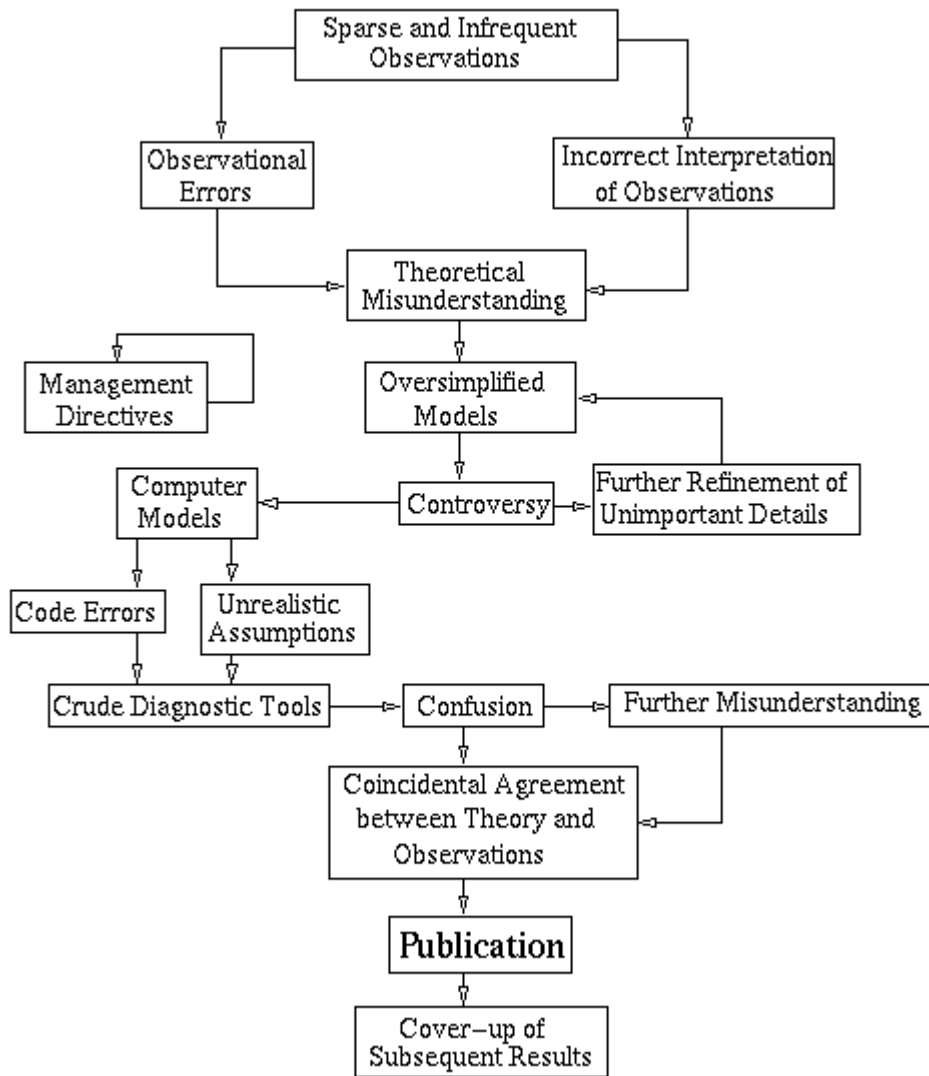 Sparse and Infrequent
Observations
Observational
Errors
Incorrect Interpretation
of Observations
Theoretical
Misunderstanding
Management
Directives
Oversimplified
Models
Computer
Models
Controversy
Further Refinement of
Unimportant Details
Code Errors
Unrealistic
Assumptions
Crude Diagnostic Tools
Confusion
Further Misunderstanding
Coincidental Agreement
between Theory and
Observations
Publication
Cover-up of
Subsequent Results